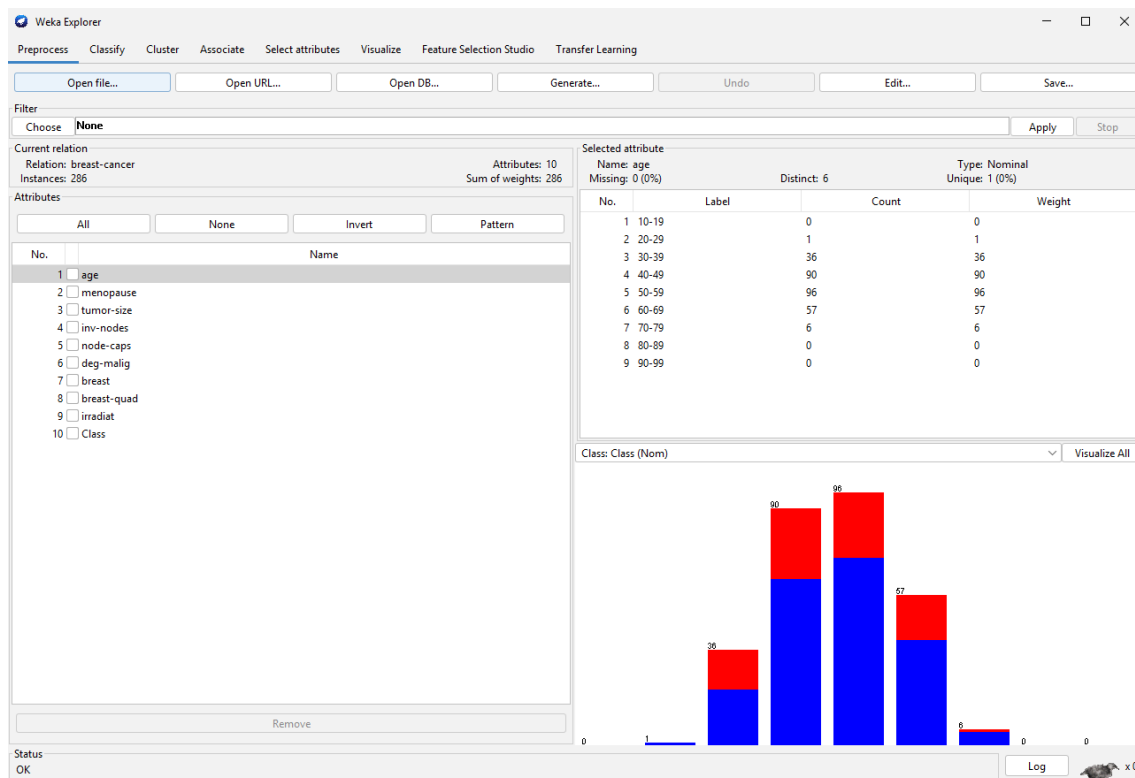 Weka Explorer
Preprocess Classify Cluster Associate Select attributes Visualize Feature Selection Studio Transfer Learning
Open file... Open URL... Open DB... Generate... Undo Edit... Save...
Filter
Choose None Apply Stop
Current relation
Relation: breast-cancer Attributes: 10
Instances: 286 Sum of weights: 286
Attributes
All None Invert Pattern
No. Name
1 age
2 menopause
3 tumor-size
4 inv-nodes
5 node-caps
6 deg-malig
7 breast
8 breast-quad
9 irradiat
10 Class
Remove
Selected attribute
Name: age Type: Nominal
Missing: 0 (0%) Distinct: 6 Unique: 1 (0%)
No. Label Count Weight
1 10-19 0 0
2 20-29 1 1
3 30-39 36 36
4 40-49 90 90
5 50-59 96 96
6 60-69 57 57
7 70-79 6 6
8 80-89 0 0
9 90-99 0 0
Class: Class (Nom) Visualize All
0 1 36 90 96 57 6 0 0
Status
OK
Log x 0